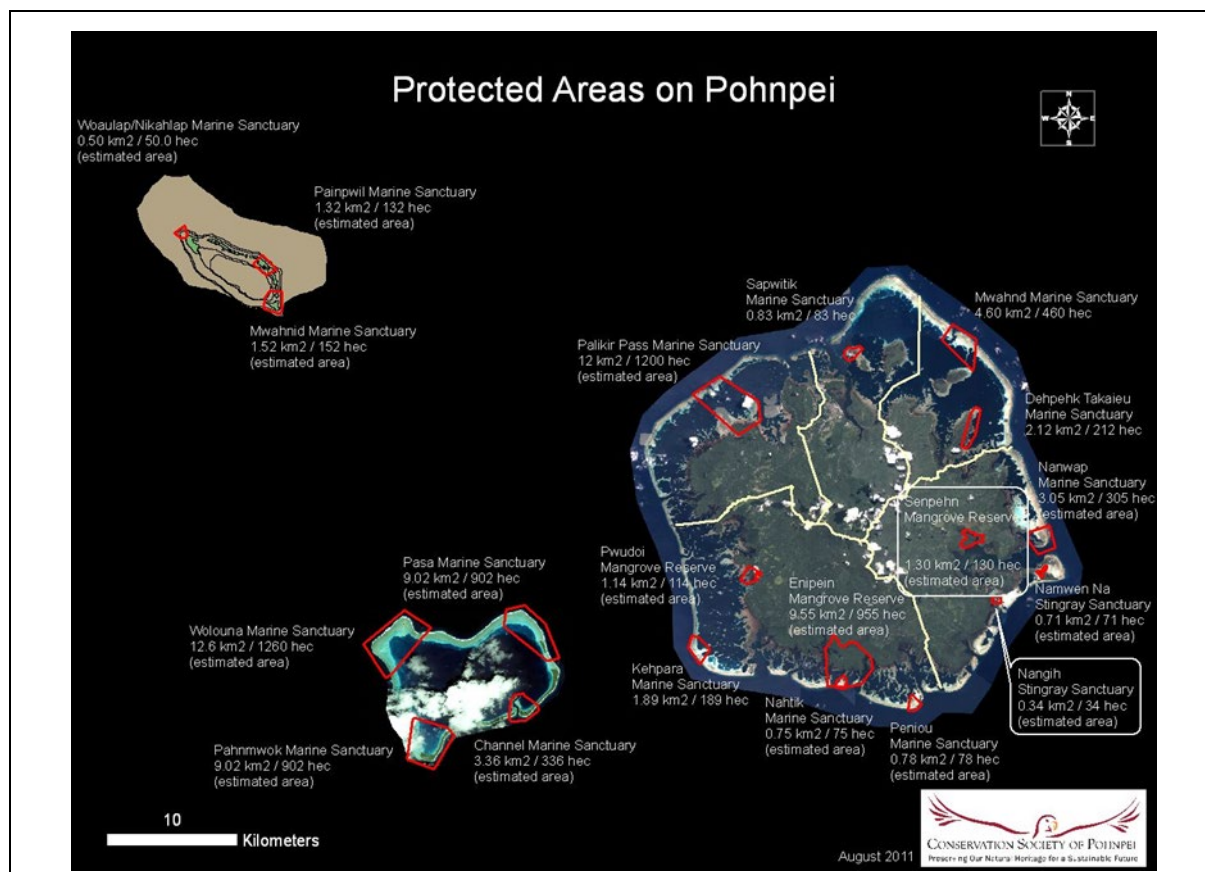 Protected Areas on Pohnpei
N
W
E
S
Woaulap/Nikahlap Marine Sanctuary
0.50 km2 / 50.0 hec
(estimated area)
Painpwil Marine Sanctuary
1.32 km2 / 132 hec
(estimated area)
Mwahnid Marine Sanctuary
1.52 km2 / 152 hec
(estimated area)
Sapwitik
Marine Sanctuary
0.83 km2 / 83 hec
Mwahnd Marine Sanctuary
4.60 km2 / 460 hec
Palikir Pass Marine Sanctuary
12 km2 / 1200 hec
(estimated area)
Dehpehk Takaieu
Marine Sanctuary
2.12 km2 / 212 hec
Nanwap
Marine Sanctuary
3.05 km2 / 305 hec
(estimated area)
Senpehn
Mangrove Reserve
1.30 km2 / 130 hec
(estimated area)
Pwudoi
Mangrove Reserve
1.14 km2 / 114 hec
(estimated area)
Enipein
Mangrove Reserve
9.55 km2 / 955 hec
(estimated area)
Namwen Na
Stingray Sanctuary
0.71 km2 / 71 hec
(estimated area)
Pasa Marine Sanctuary
9.02 km2 / 902 hec
(estimated area)
Wolouna Marine Sanctuary
12.6 km2 / 1260 hec
(estimated area)
Kehpara
Marine Sanctuary
1.89 km2 / 189 hec
Nahtik
Marine Sanctuary
0.75 km2 / 75 hec
(estimated area)
Peniou
Marine Sanctuary
0.78 km2 / 78 hec
(estimated area)
Nangih
Stingray Sanctuary
0.34 km2 / 34 hec
(estimated area)
Pahnmwok Marine Sanctuary
9.02 km2 / 902 hec
(estimated area)
Channel Marine Sanctuary
3.36 km2 / 336 hec
(estimated area)
10
Kilometers
August 2011
CONSERVATION SOCIETY OF POHNPEI
Preserving Our Natural Heritage for a Sustainable Future